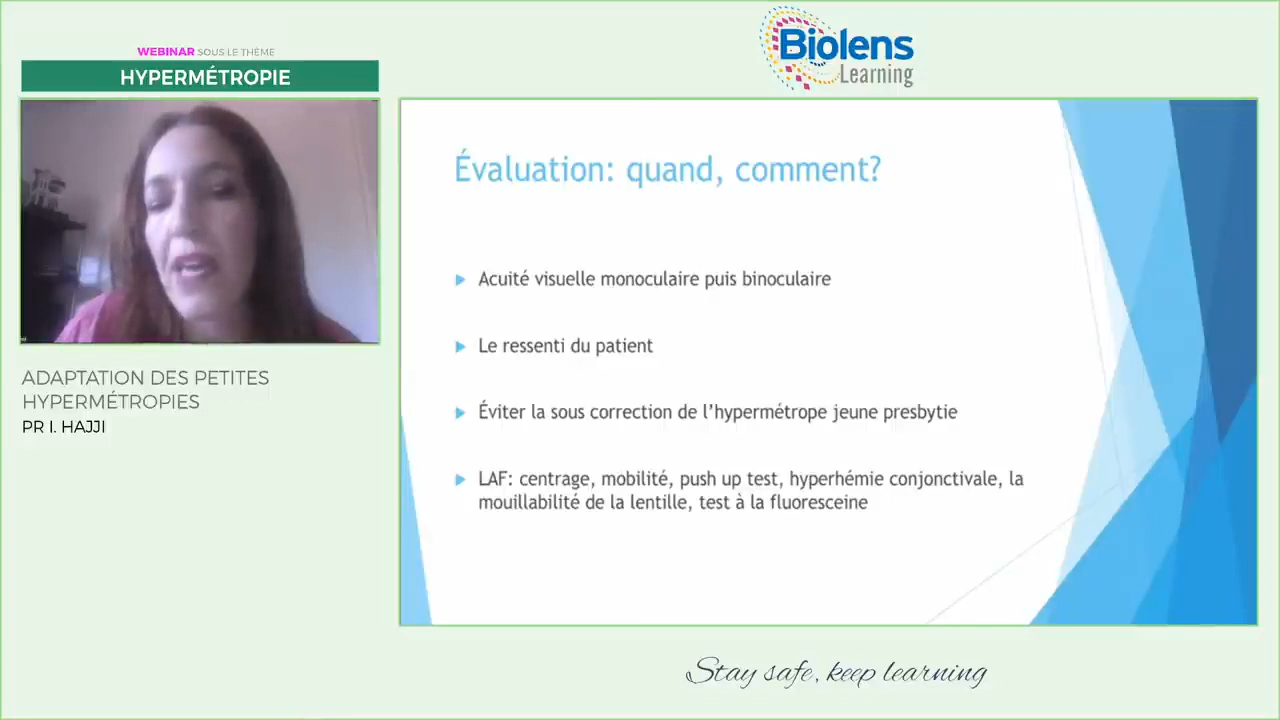 WEBINAR SOUS LE THÈME
HYPERMÉTROPIE
ADAPTATION DES PETITES
HYPERMÉTROPIES
PR I. HAJJI
Biolens
Learning
Évaluation: quand, comment?
Acuité visuelle monoculaire puis binoculaire
Le ressenti du patient
Éviter la sous correction de l'hypermétrope jeune presbytie
LAF: centrage, mobilité, push up test, hyperhémie conjonctivale, la
mouillabilité de la lentille, test à la fluoresceine
Stay safe, keep learning